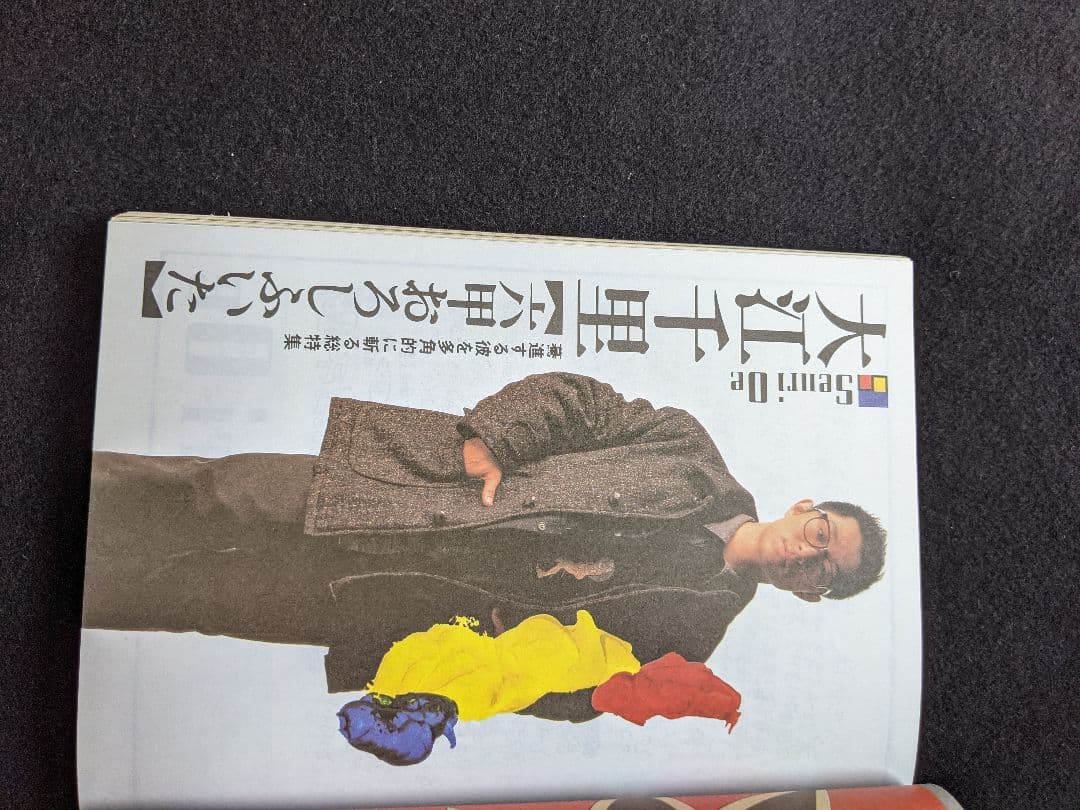 Senri Oe
大江千里【六甲おろしふいた】
驀進する彼を多角的に斬る総特集